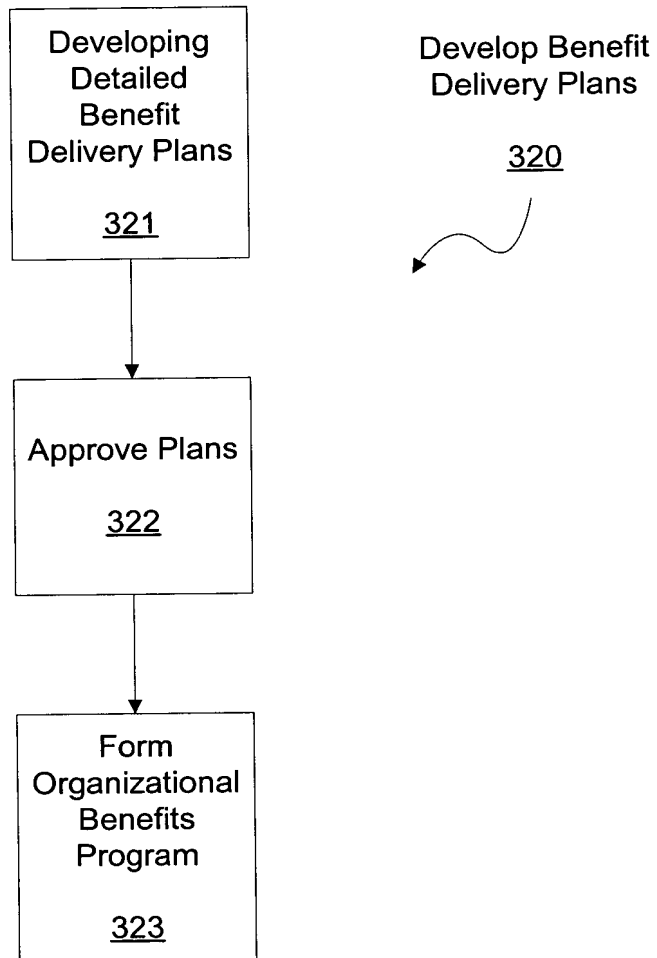 Developing
Detailed
Benefit
Delivery Plans
321
Develop Benefit
Delivery Plans
320
Approve Plans
322
Form
Organizational
Benefits
Program
323